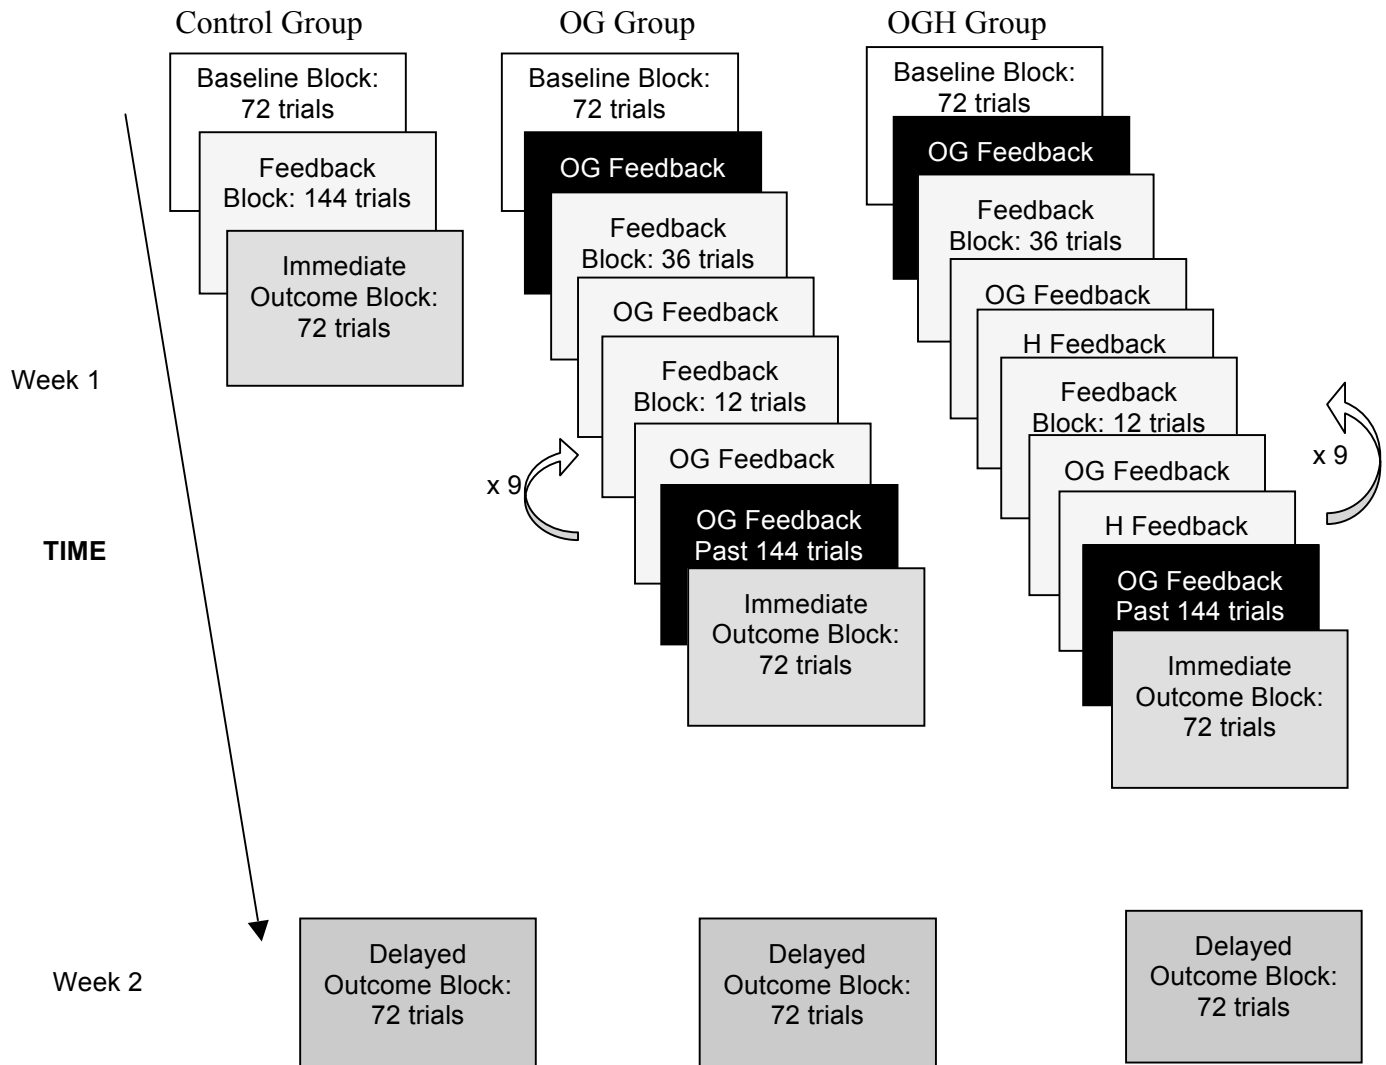 Control Group
Baseline Block:
72 trials
Feedback
Block: 144 trials
Immediate
Outcome Block:
72 trials
OG Group
Baseline Block:
72 trials
OG Feedback
Feedback
Block: 36 trials
OG Feedback
Feedback
Block: 12 trials
OG Feedback
x 9
OG Feedback
Past 144 trials
Immediate
Outcome Block:
72 trials
OGH Group
Baseline Block:
72 trials
OG Feedback
Feedback
Block: 36 trials
OG Feedback
H Feedback
Feedback
Block: 12 trials
OG Feedback
H Feedback
x 9
OG Feedback
Past 144 trials
Immediate
Outcome Block:
72 trials
Week 1
TIME
Week 2
Delayed
Outcome Block:
72 trials
Delayed
Outcome Block:
72 trials
Delayed
Outcome Block:
72 trials